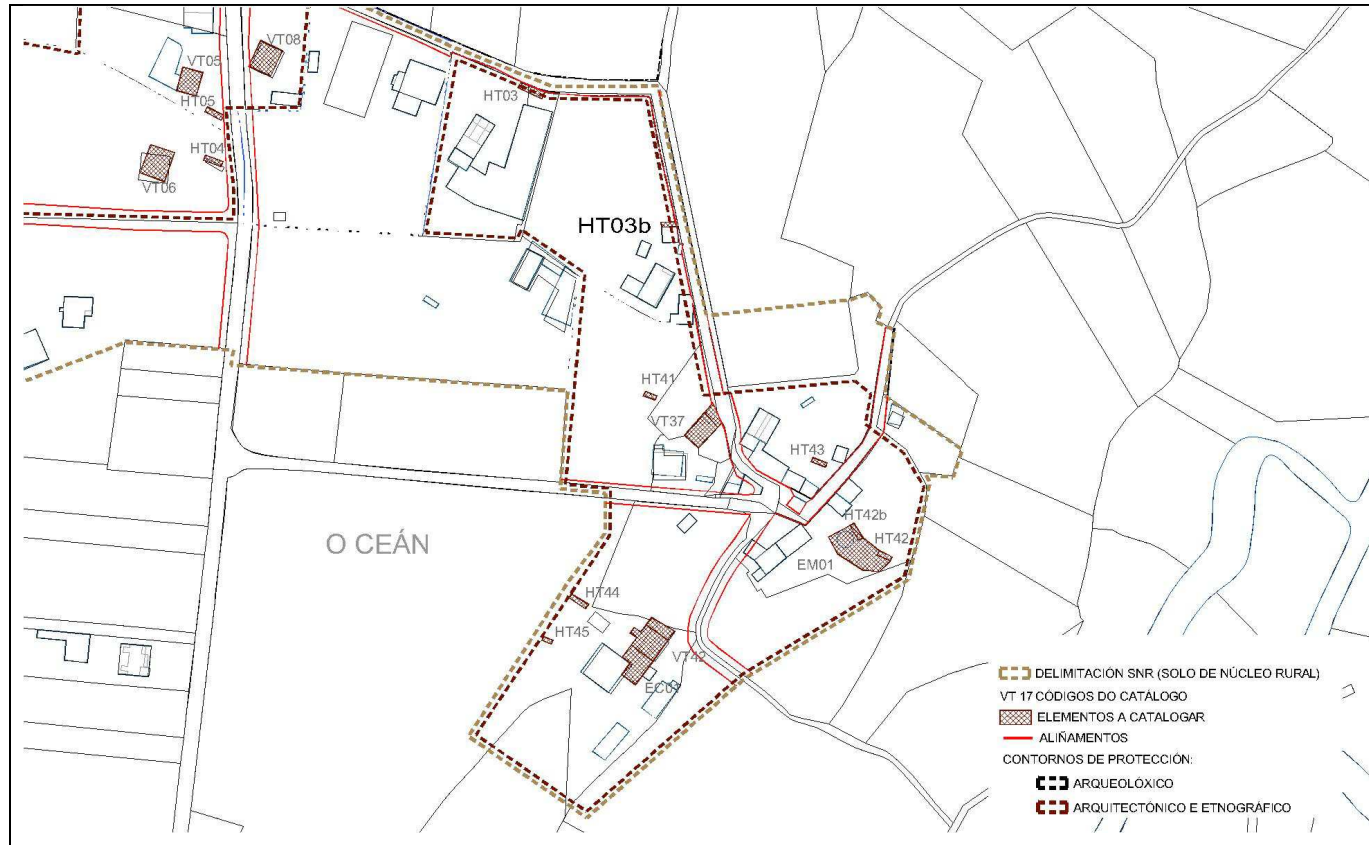 VT08
VT05
HT05
HT04
VT06
HT03
HT03b
HT41
VT37
HT43
HT42b
HT42
EM01
O CEÁN
HT44
HT45
VT42
DELIMITACIÓN SNR (SOLO DE NÚCLEO RURAL)
VT 17 CÓDIGOS DO CATÁLOGO
ELEMENTOS A CATALOGAR
ALIÑAMENTOS
CONTORNOS DE PROTECCIÓN:
ARQUEOLÓXICO
ARQUITECTÓNICO E ETNOGRÁFICO